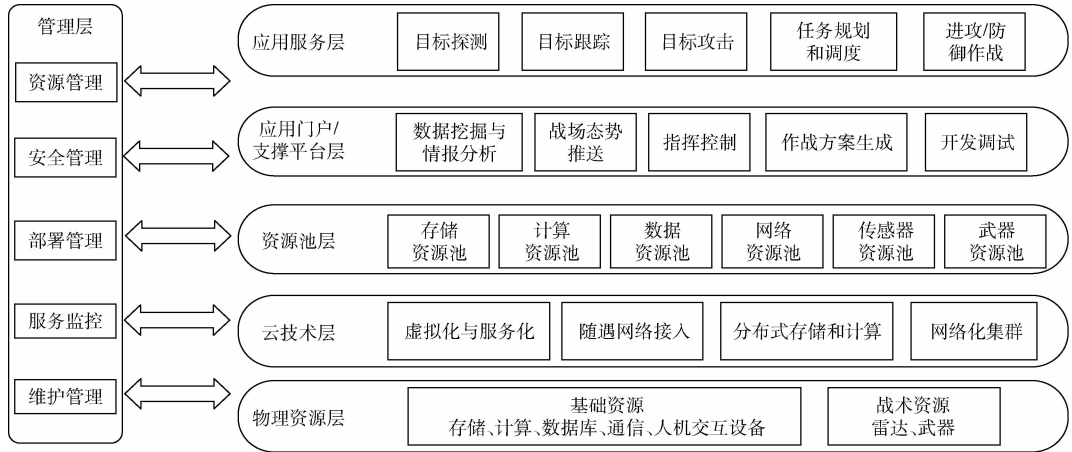 管理层
资源管理
安全管理
部署管理
服务监控
维护管理
应用服务层
目标探测
目标跟踪
目标攻击
任务规划
和调度
进攻/防
御作战
应用门户/
支撑平台层
数据挖掘与
情报分析
战场态势
推送
指挥控制
作战方案生成
开发调试
资源池层
存储
资源池
计算
资源池
数据
资源池
网络
资源池
传感器
资源池
武器
资源池
云技术层
虚拟化与服务化
随遇网络接入
分布式存储和计算
网络化集群
物理资源层
基础资源
存储、计算、数据库、通信、人机交互设备
战术资源
雷达、武器